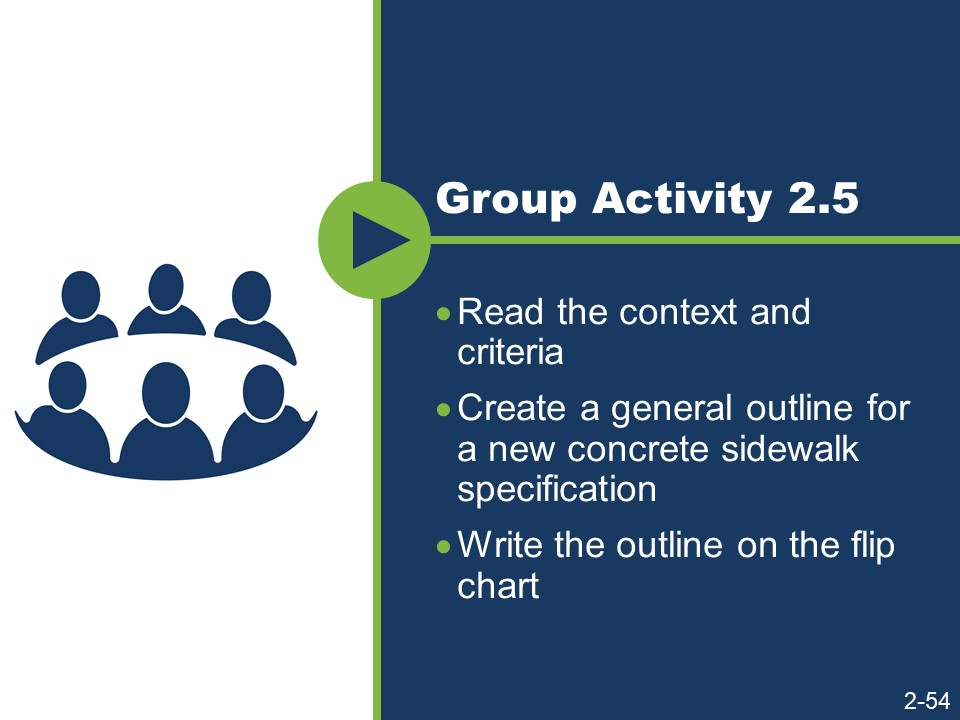 Group Activity 2.5
• Read the context and
criteria
• Create a general outline for
a new concrete sidewalk
specification
• Write the outline on the flip
chart
2-54